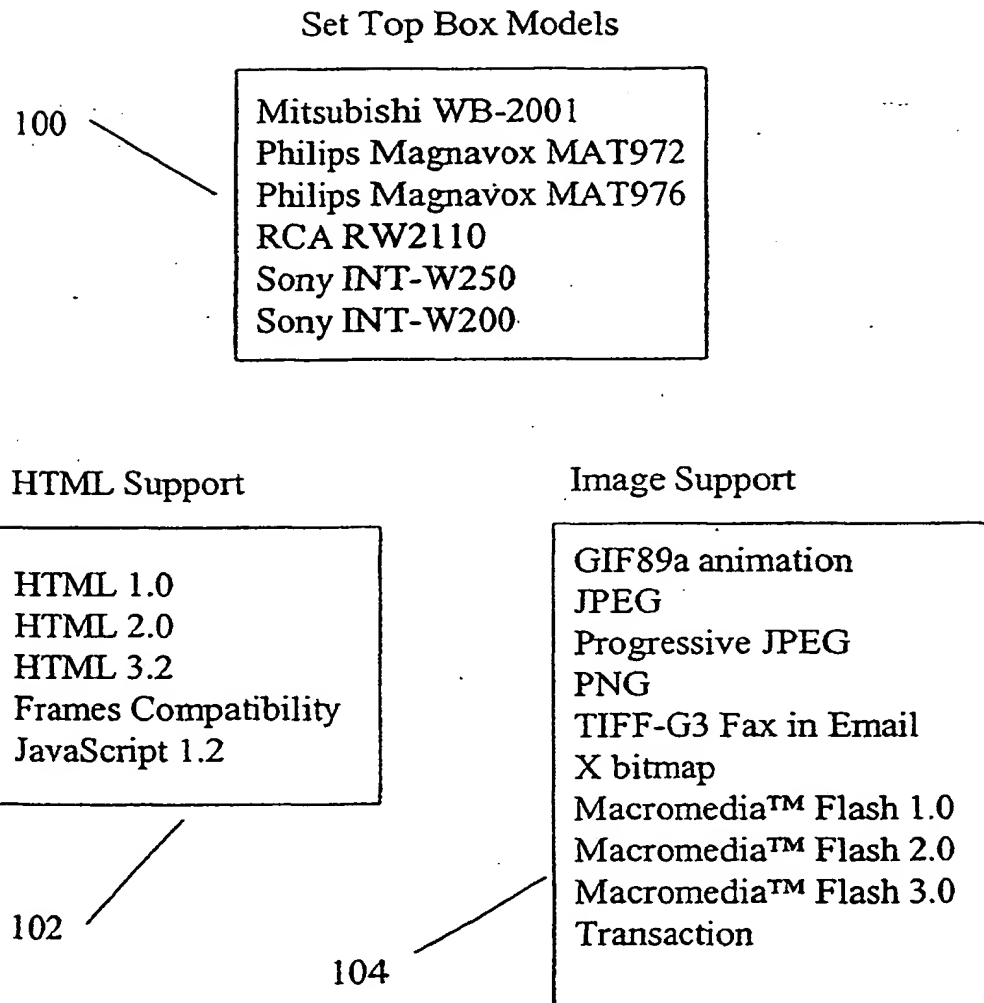 Set Top Box Models
100
Mitsubishi WB-2001
Philips Magnavox MAT972
Philips Magnavox MAT976
RCA RW2110
Sony INT-W250
Sony INT-W200
HTML Support
HTML 1.0
HTML 2.0
HTML 3.2
Frames Compatibility
JavaScript 1.2
102
Image Support
GIF89a animation
JPEG
Progressive JPEG
PNG
TIFF-G3 Fax in Email
X bitmap
Macromedia™ Flash 1.0
Macromedia™ Flash 2.0
Macromedia™ Flash 3.0
Transaction
104